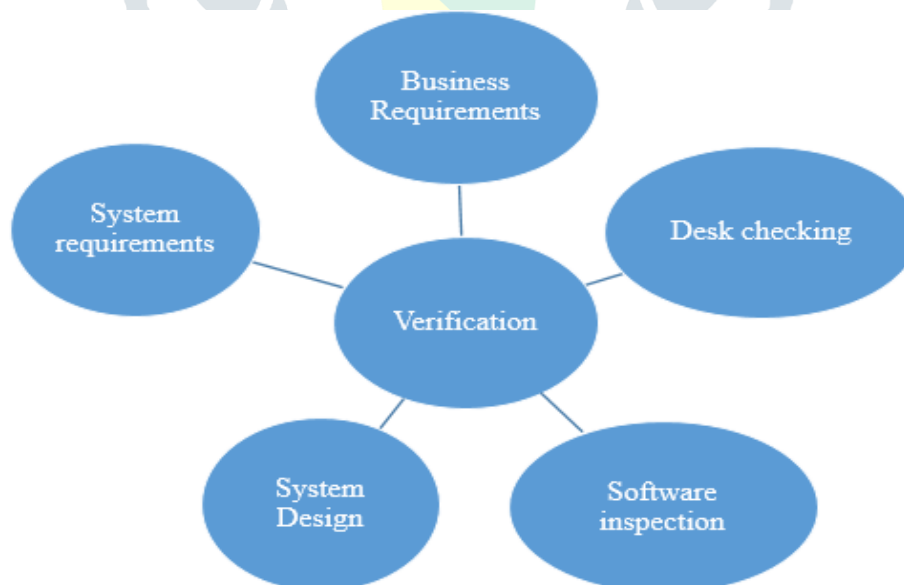 Business
Requirements
System
requirements
Desk checking
Verification
System
Design
Software
inspection